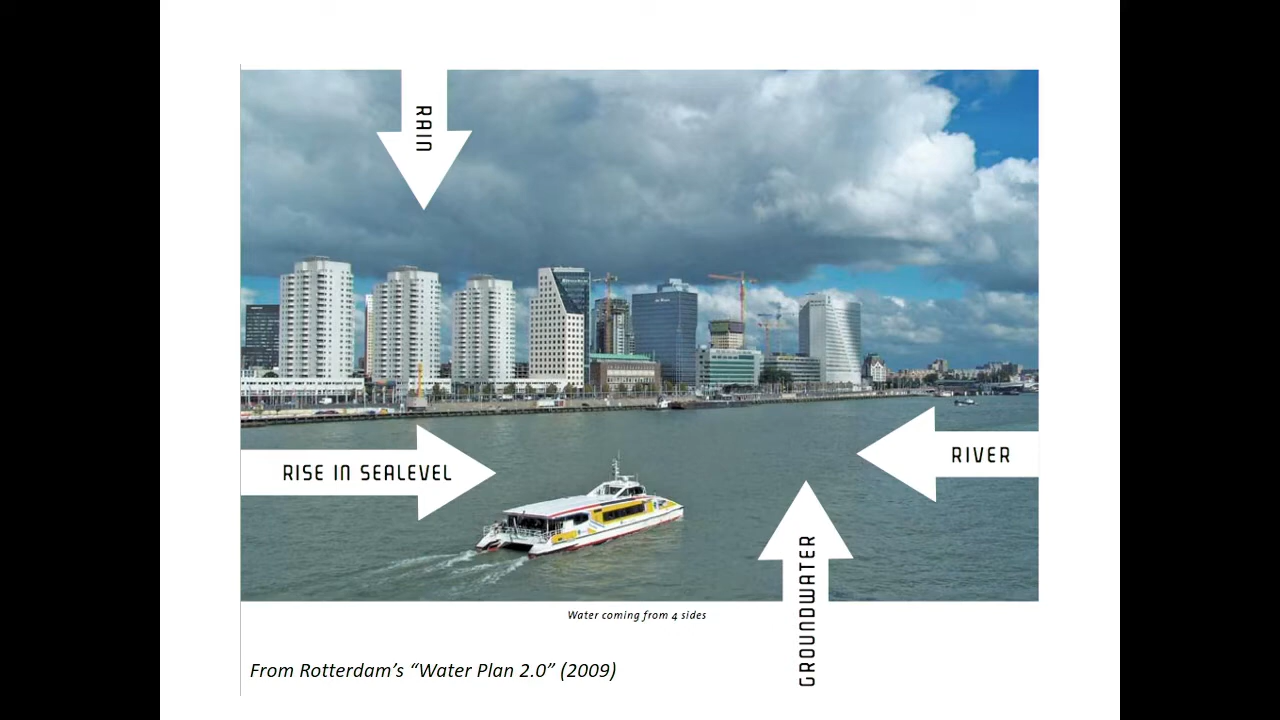 RAIN
RISE IN SEALEVEL
RIVER
GROUNDWATER
Water coming from 4 sides
From Rotterdam's “Water Plan 2.0” (2009)